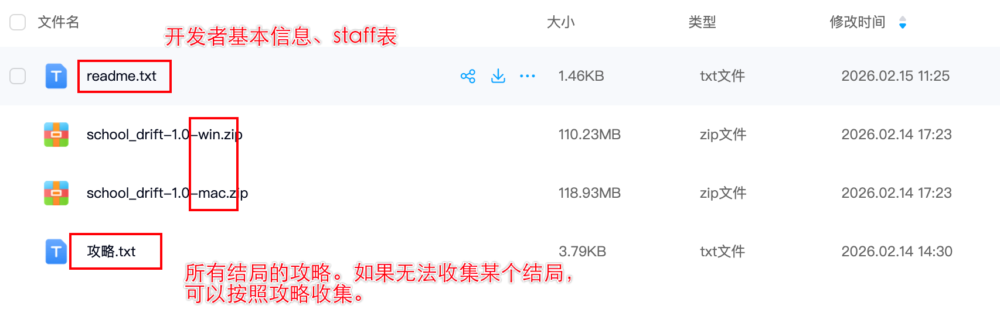 文件名 大小 类型 修改时间
开发者基本信息、staff表
readme.txt 1.46KB txt文件 2026.02.15 11:25
school_drift-1.0-win.zip 110.23MB zip文件 2026.02.14 17:23
school_drift-1.0-mac.zip 118.93MB zip文件 2026.02.14 17:23
攻略.txt 3.79KB txt文件 2026.02.14 14:30
所有结局的攻略。如果无法收集某个结局，
可以按照攻略收集。